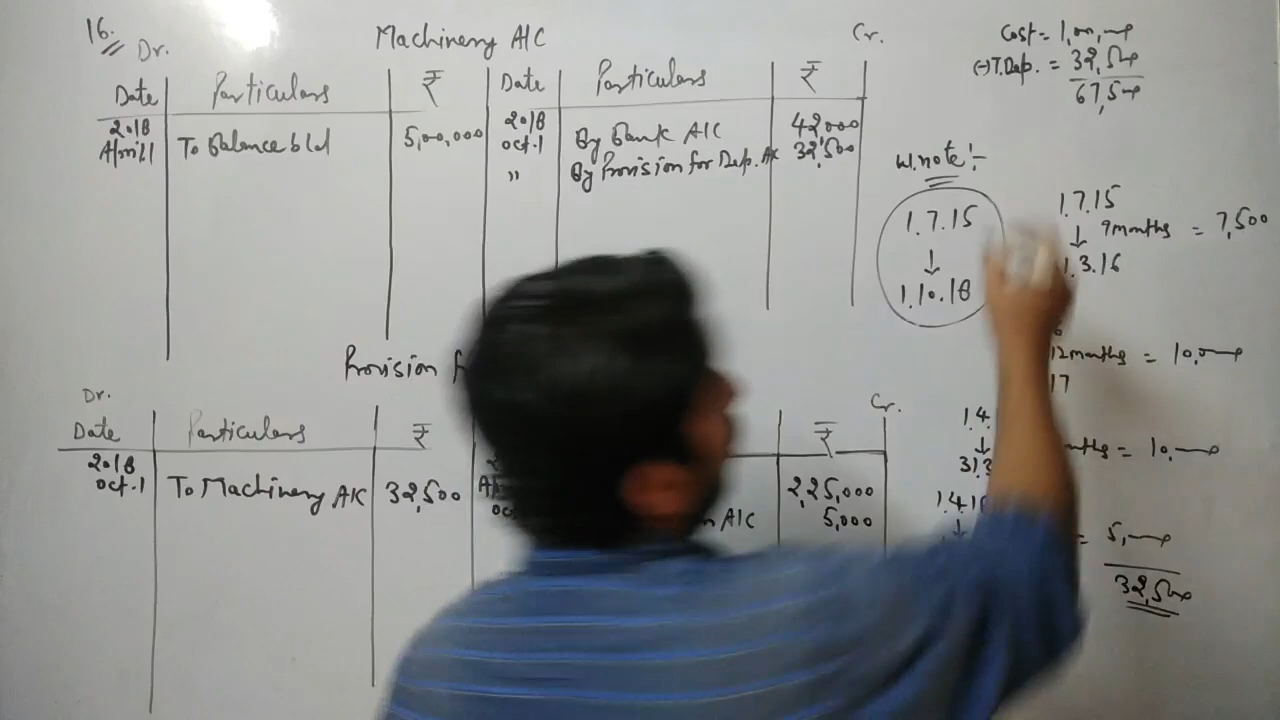 16.
Dr. Machinery A/C Cr.
Date Particulars ₹ Date Particulars ₹
2018 April 1 To Balance b/d 5,00,000
2018 Oct.1 By Bank A/C 42,000
" By Provision for Dep. A/c 32,500
Cost = 1,00,000
(-) T.Dep. = 32,500
67,500
W.note:-
1.7.15
↓
1.10.18
1.7.15
↓ 9months = 7,500
1.3.16
12months = 10,000
17
1.4.
↓ nths = 10,000
31.3
1.4.18
↓ = 5,000
32,500
Provision f
Dr. Cr.
Date Particulars ₹ ₹
2018 Oct.1 To Machinery A/C 32,500
2,25,000
A/C 5,000